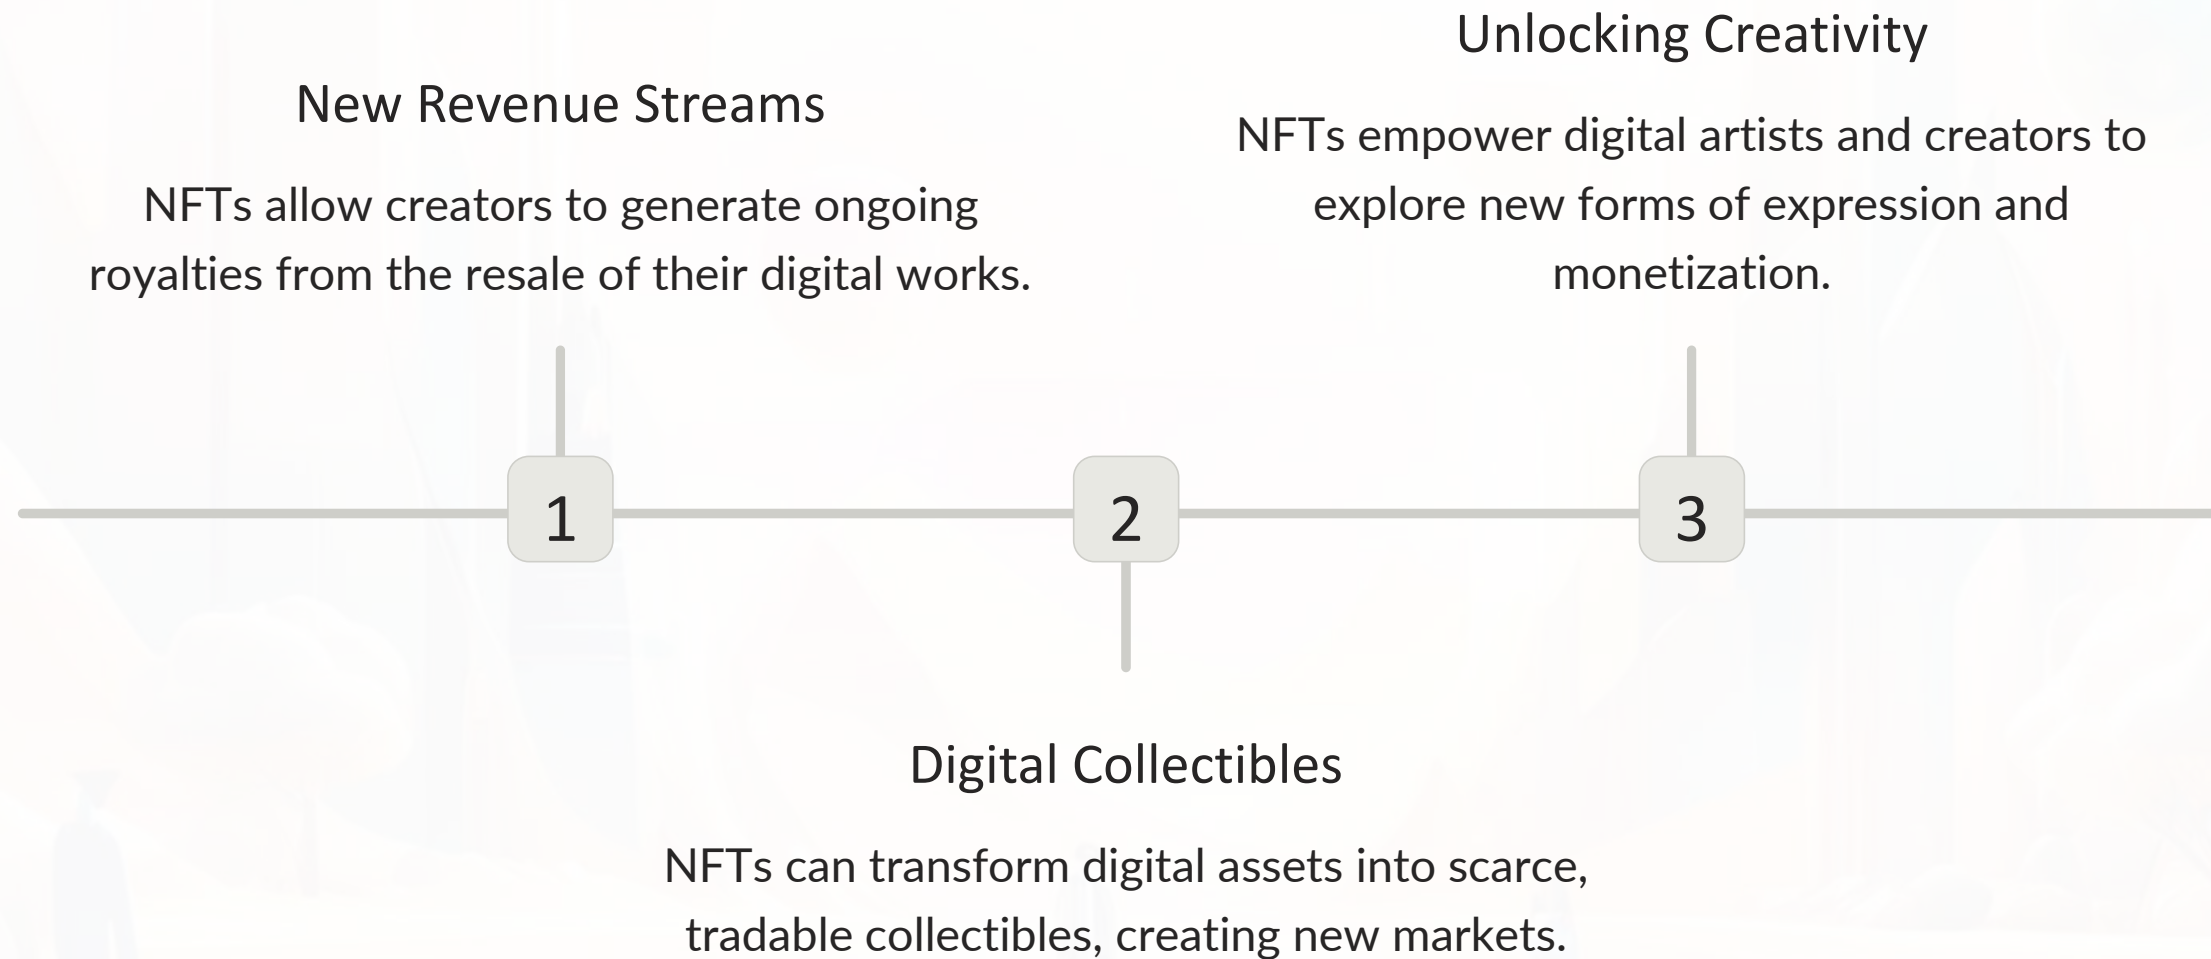 New Revenue Streams
NFTs allow creators to generate ongoing
royalties from the resale of their digital works.
1
2
Digital Collectibles
NFTs can transform digital assets into scarce,
tradable collectibles, creating new markets.
Unlocking Creativity
NFTs empower digital artists and creators to
explore new forms of expression and
monetization.
3